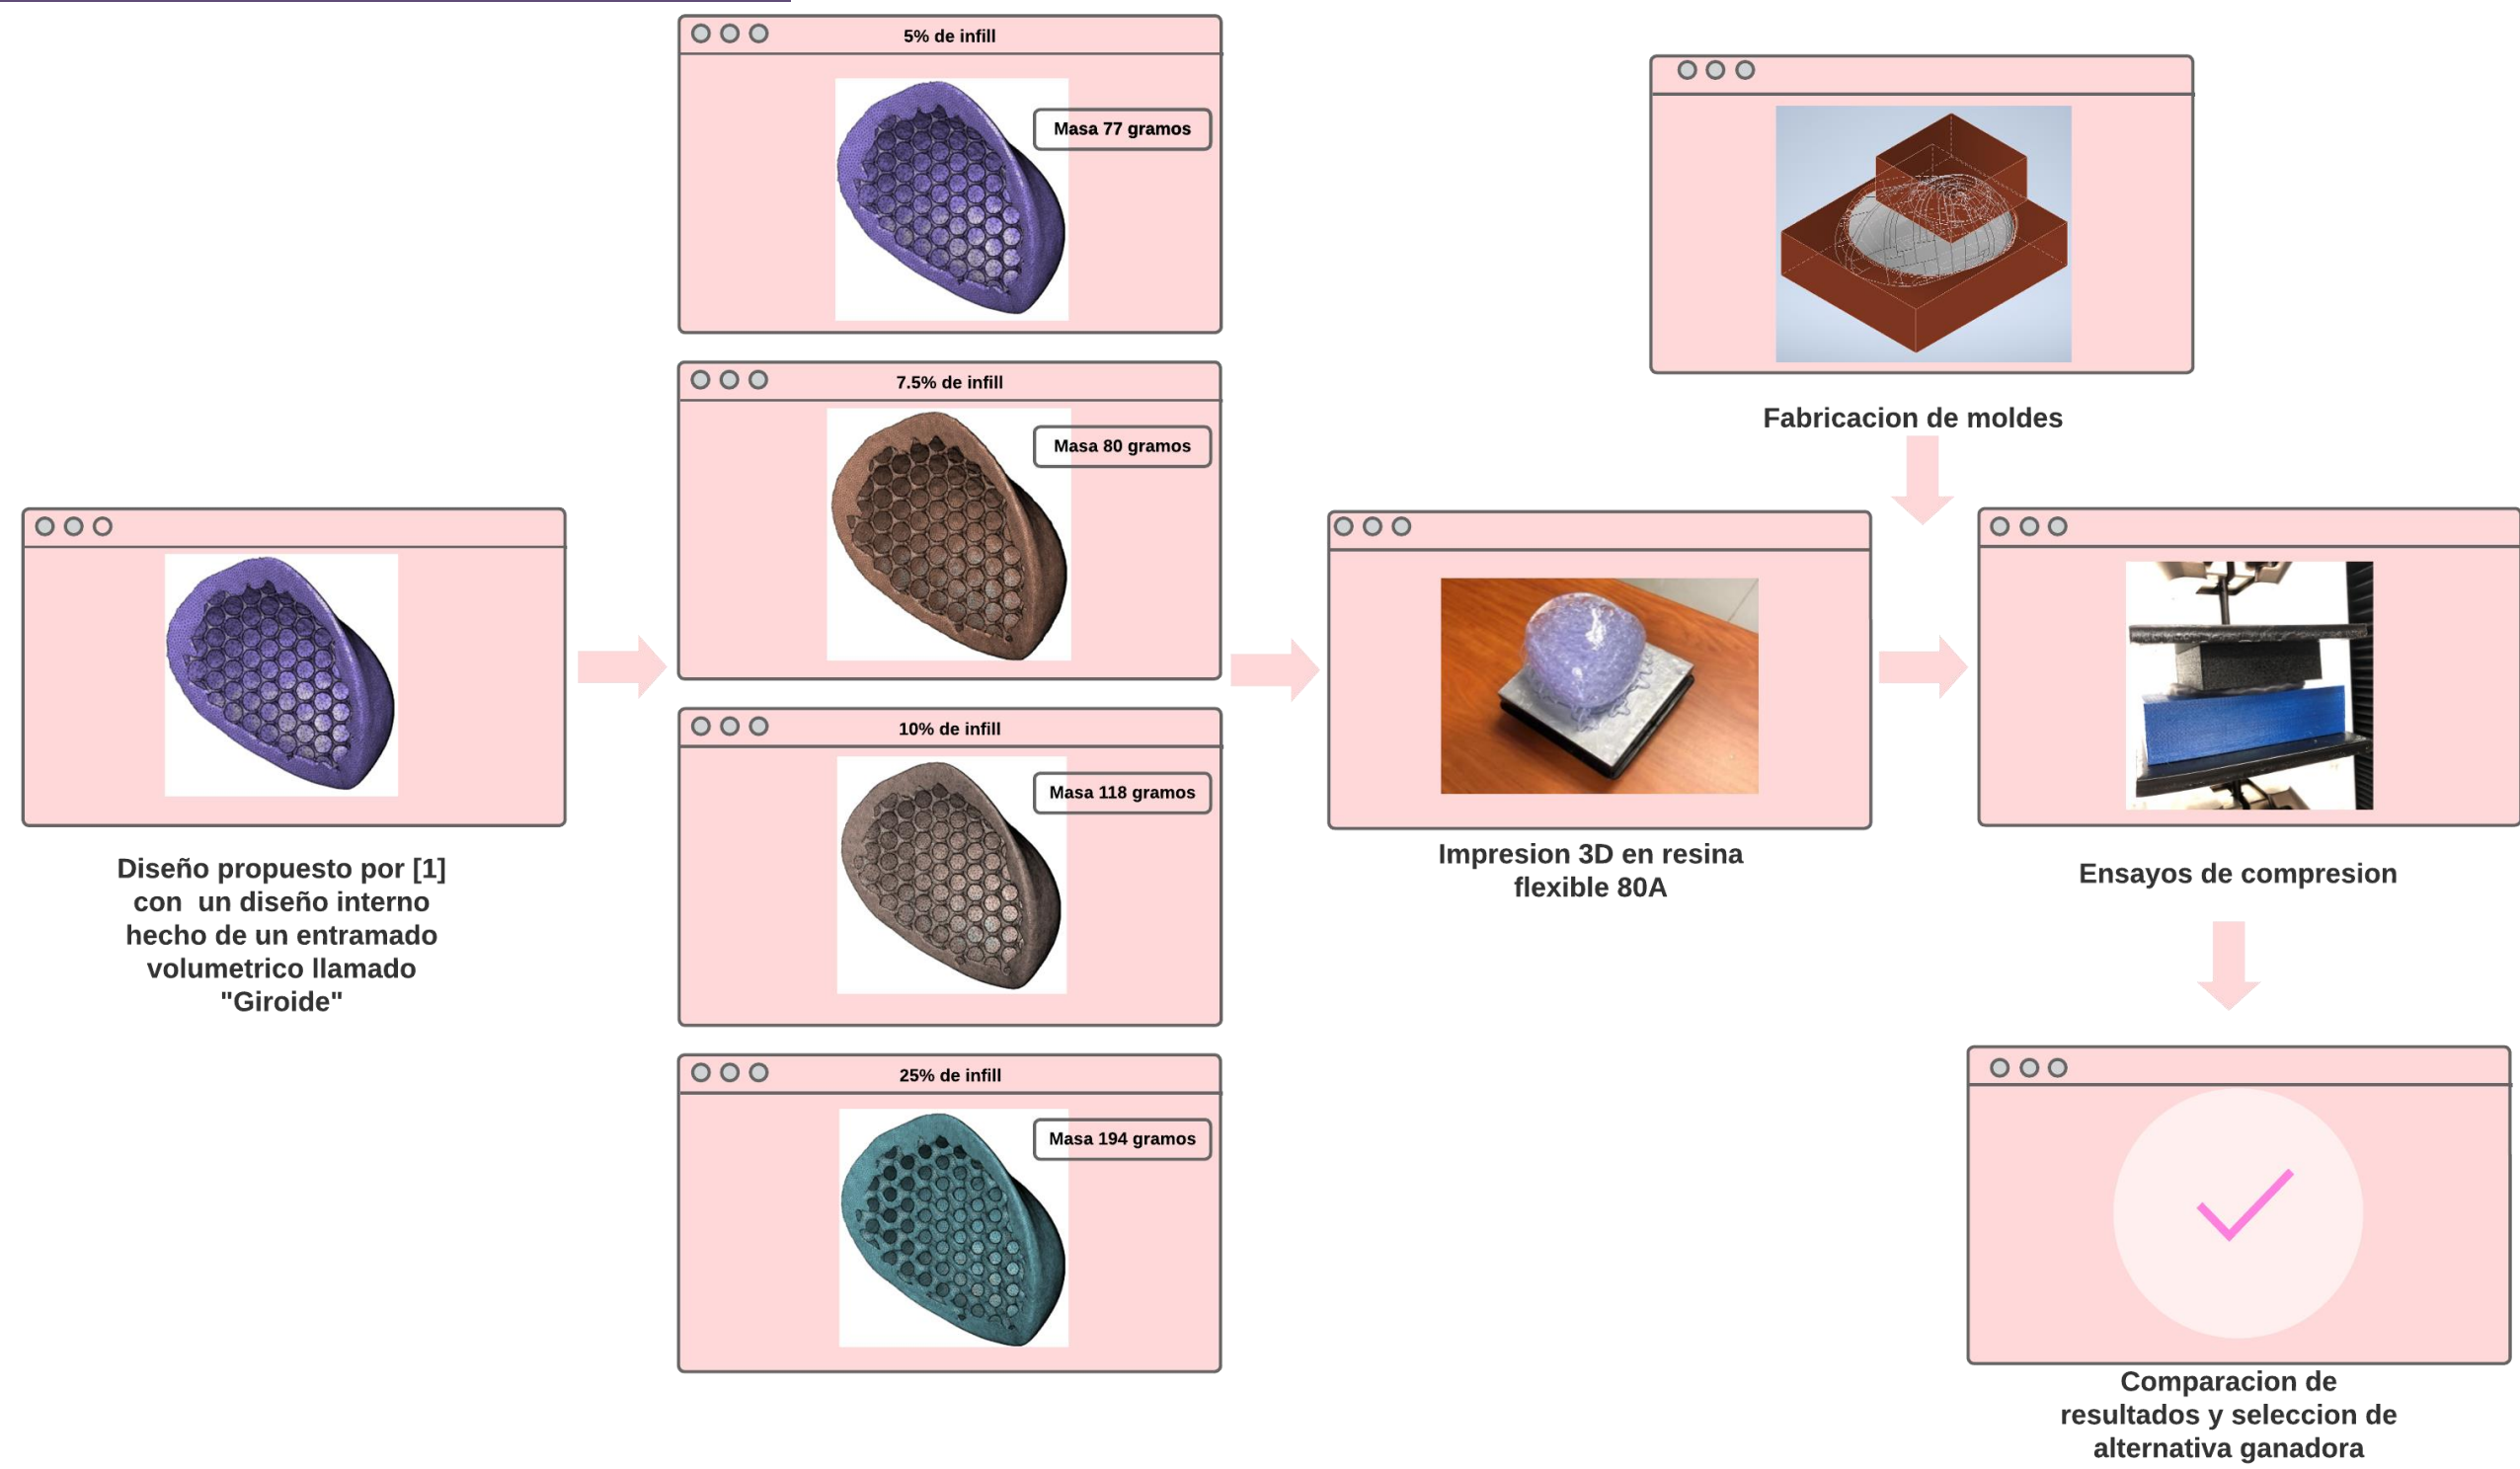 Diseño propuesto por [1]
con un diseño interno
hecho de un entramado
volumetrico llamado
"Giroide"
5% de infill
Masa 77 gramos
7.5% de infill
Masa 80 gramos
10% de infill
Masa 118 gramos
25% de infill
Masa 194 gramos
Impresion 3D en resina
flexible 80A
Fabricacion de moldes
Ensayos de compresion
Comparacion de
resultados y seleccion de
alternativa ganadora